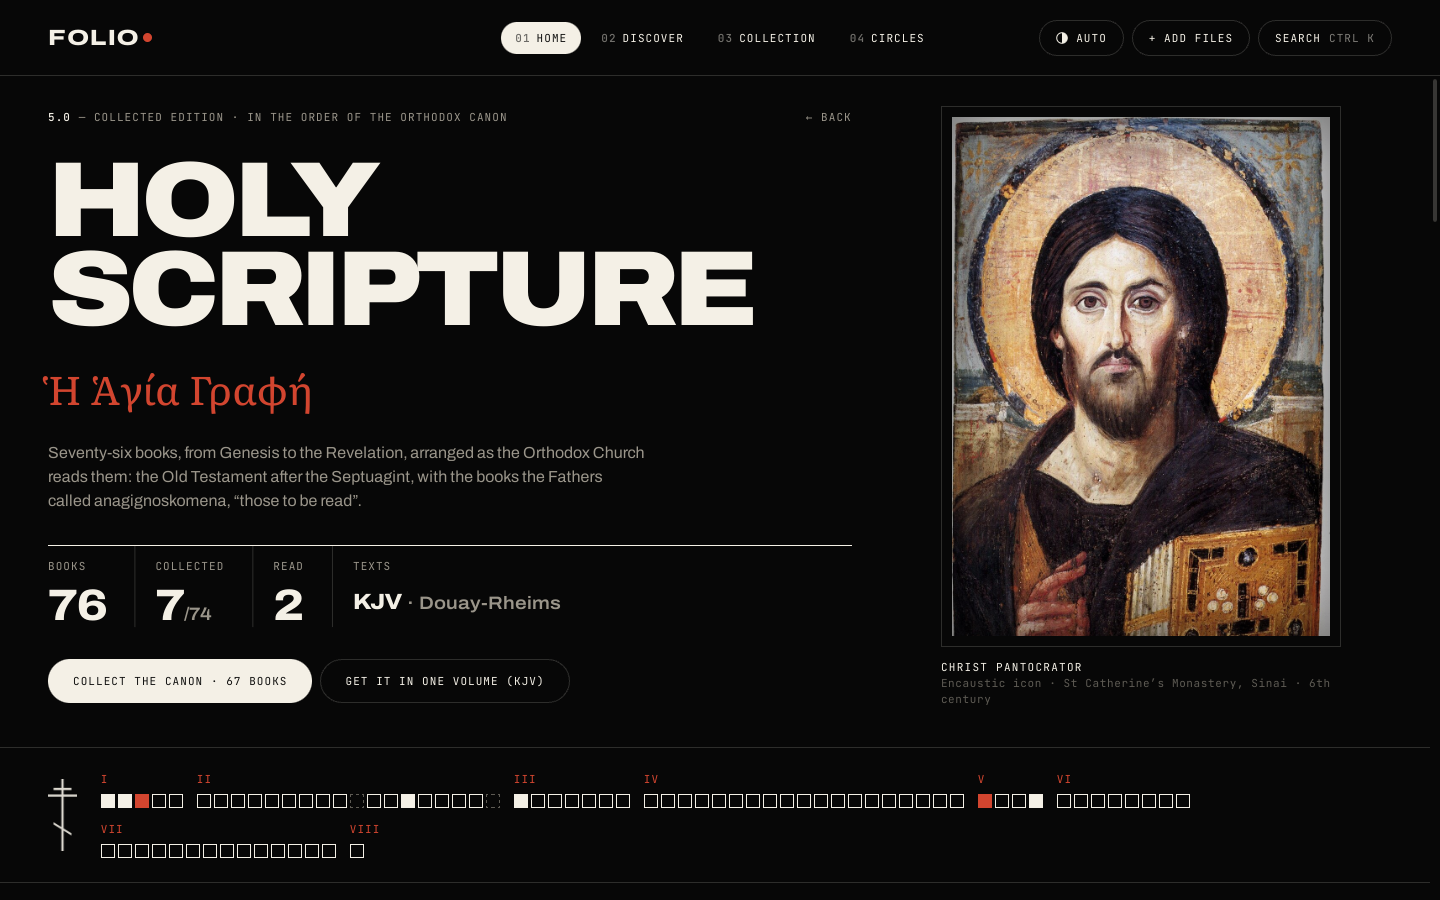 FOLIO
01 HOME
02 DISCOVER
03 COLLECTION
04 CIRCLES
AUTO
+ ADD FILES
SEARCH CTRL K
5.0 — COLLECTED EDITION · IN THE ORDER OF THE ORTHODOX CANON
← BACK
HOLY
SCRIPTURE
Ἡ Ἁγία Γραφή
Seventy-six books, from Genesis to the Revelation, arranged as the Orthodox Church
reads them: the Old Testament after the Septuagint, with the books the Fathers
called anagignoskomena, “those to be read”.
BOOKS
76
COLLECTED
7/74
READ
2
TEXTS
KJV · Douay-Rheims
COLLECT THE CANON · 67 BOOKS
GET IT IN ONE VOLUME (KJV)
CHRIST PANTOCRATOR
Encaustic icon · St Catherine’s Monastery, Sinai · 6th
century
I
II
III
IV
V
VI
VII
VIII